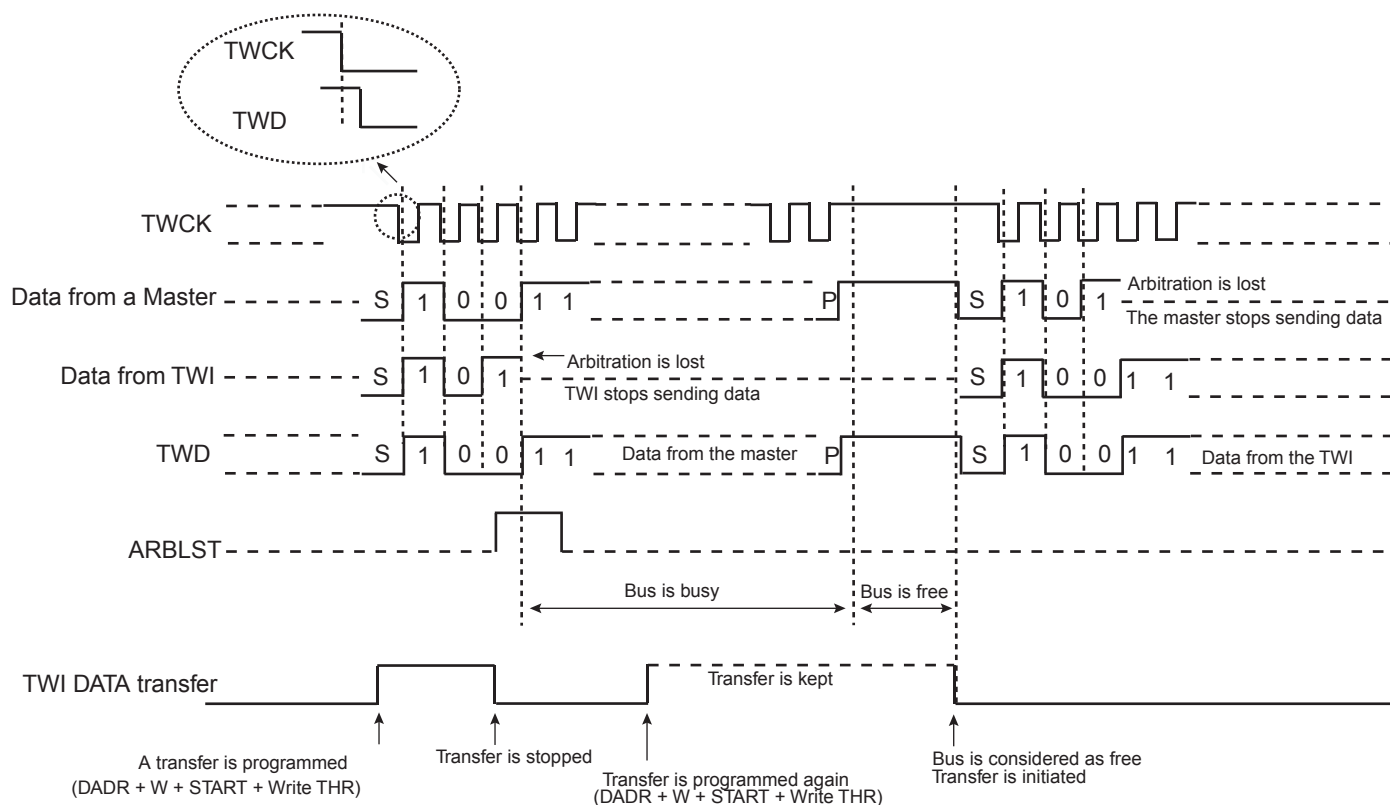 TWCK
TWD
TWCK
Data from a Master
S 1 0 0 1 1
P
S 1 0 1
Arbitration is lost
The master stops sending data
Data from TWI
S 1 0 1
Arbitration is lost
TWI stops sending data
S 1 0 0 1 1
TWD
S 1 0 0 1 1
Data from the master
P
S 1 0 0 1 1
Data from the TWI
ARBLST
Bus is busy
Bus is free
TWI DATA transfer
Transfer is kept
A transfer is programmed
(DADR + W + START + Write THR)
Transfer is stopped
Transfer is programmed again
(DADR + W + START + Write THR)
Bus is considered as free
Transfer is initiated